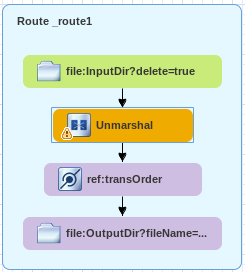 Route _route1
file:InputDir?delete=true
Unmarshal
ref:transOrder
file:OutputDir?fileName=...